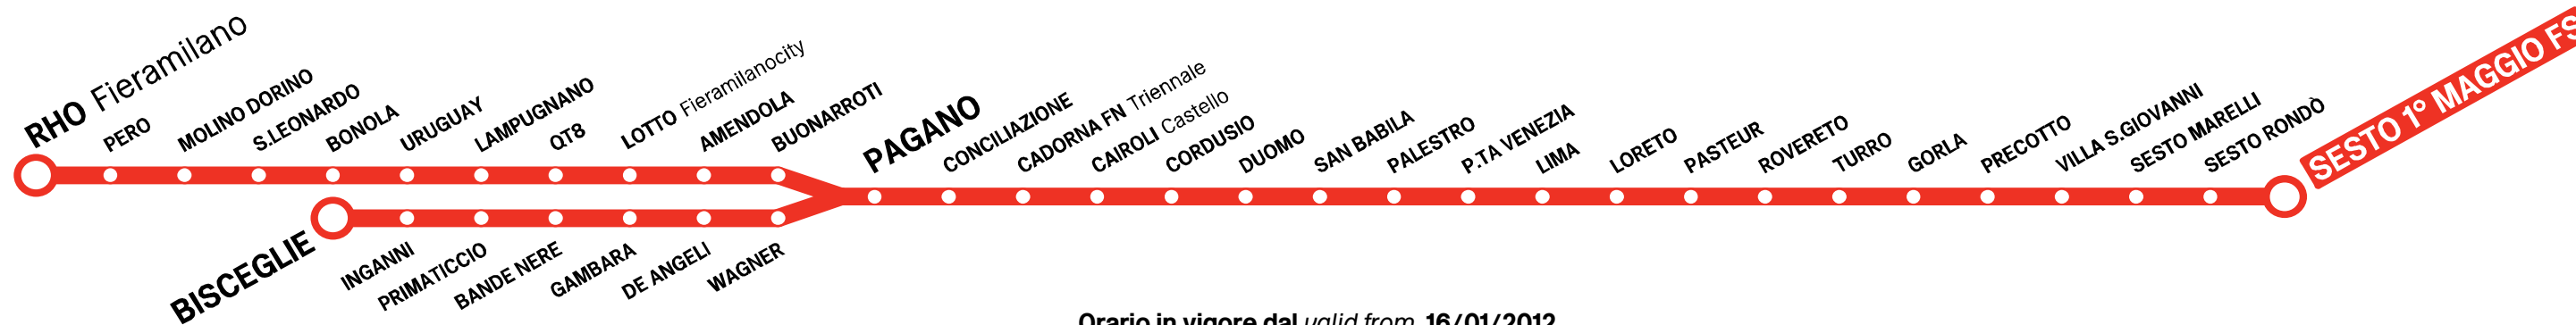 RHO Fieramilano
PERO
MOLINO DORINO
S.LEONARDO
BONOLA
URUGUAY
LAMPUGNANO
QT8
LOTTO Fieramilanocity
AMENDOLA
BUONARROTI
PAGANO
CONCILIAZIONE
CADORNA FN Triennale
CAIROLI Castello
CORDUSIO
DUOMO
SAN BABILA
PALESTRO
P.TA VENEZIA
LIMA
LORETO
PASTEUR
ROVERETO
TURRO
GORLA
PRECOTTO
VILLA S.GIOVANNI
SESTO MARELLI
SESTO RONDÒ
SESTO 1° MAGGIO FS
BISCEGLIE
INGANNI
PRIMATICCIO
BANDE NERE
GAMBARA
DE ANGELI
WAGNER
Orario in vigore dal valid from 16/01/2012